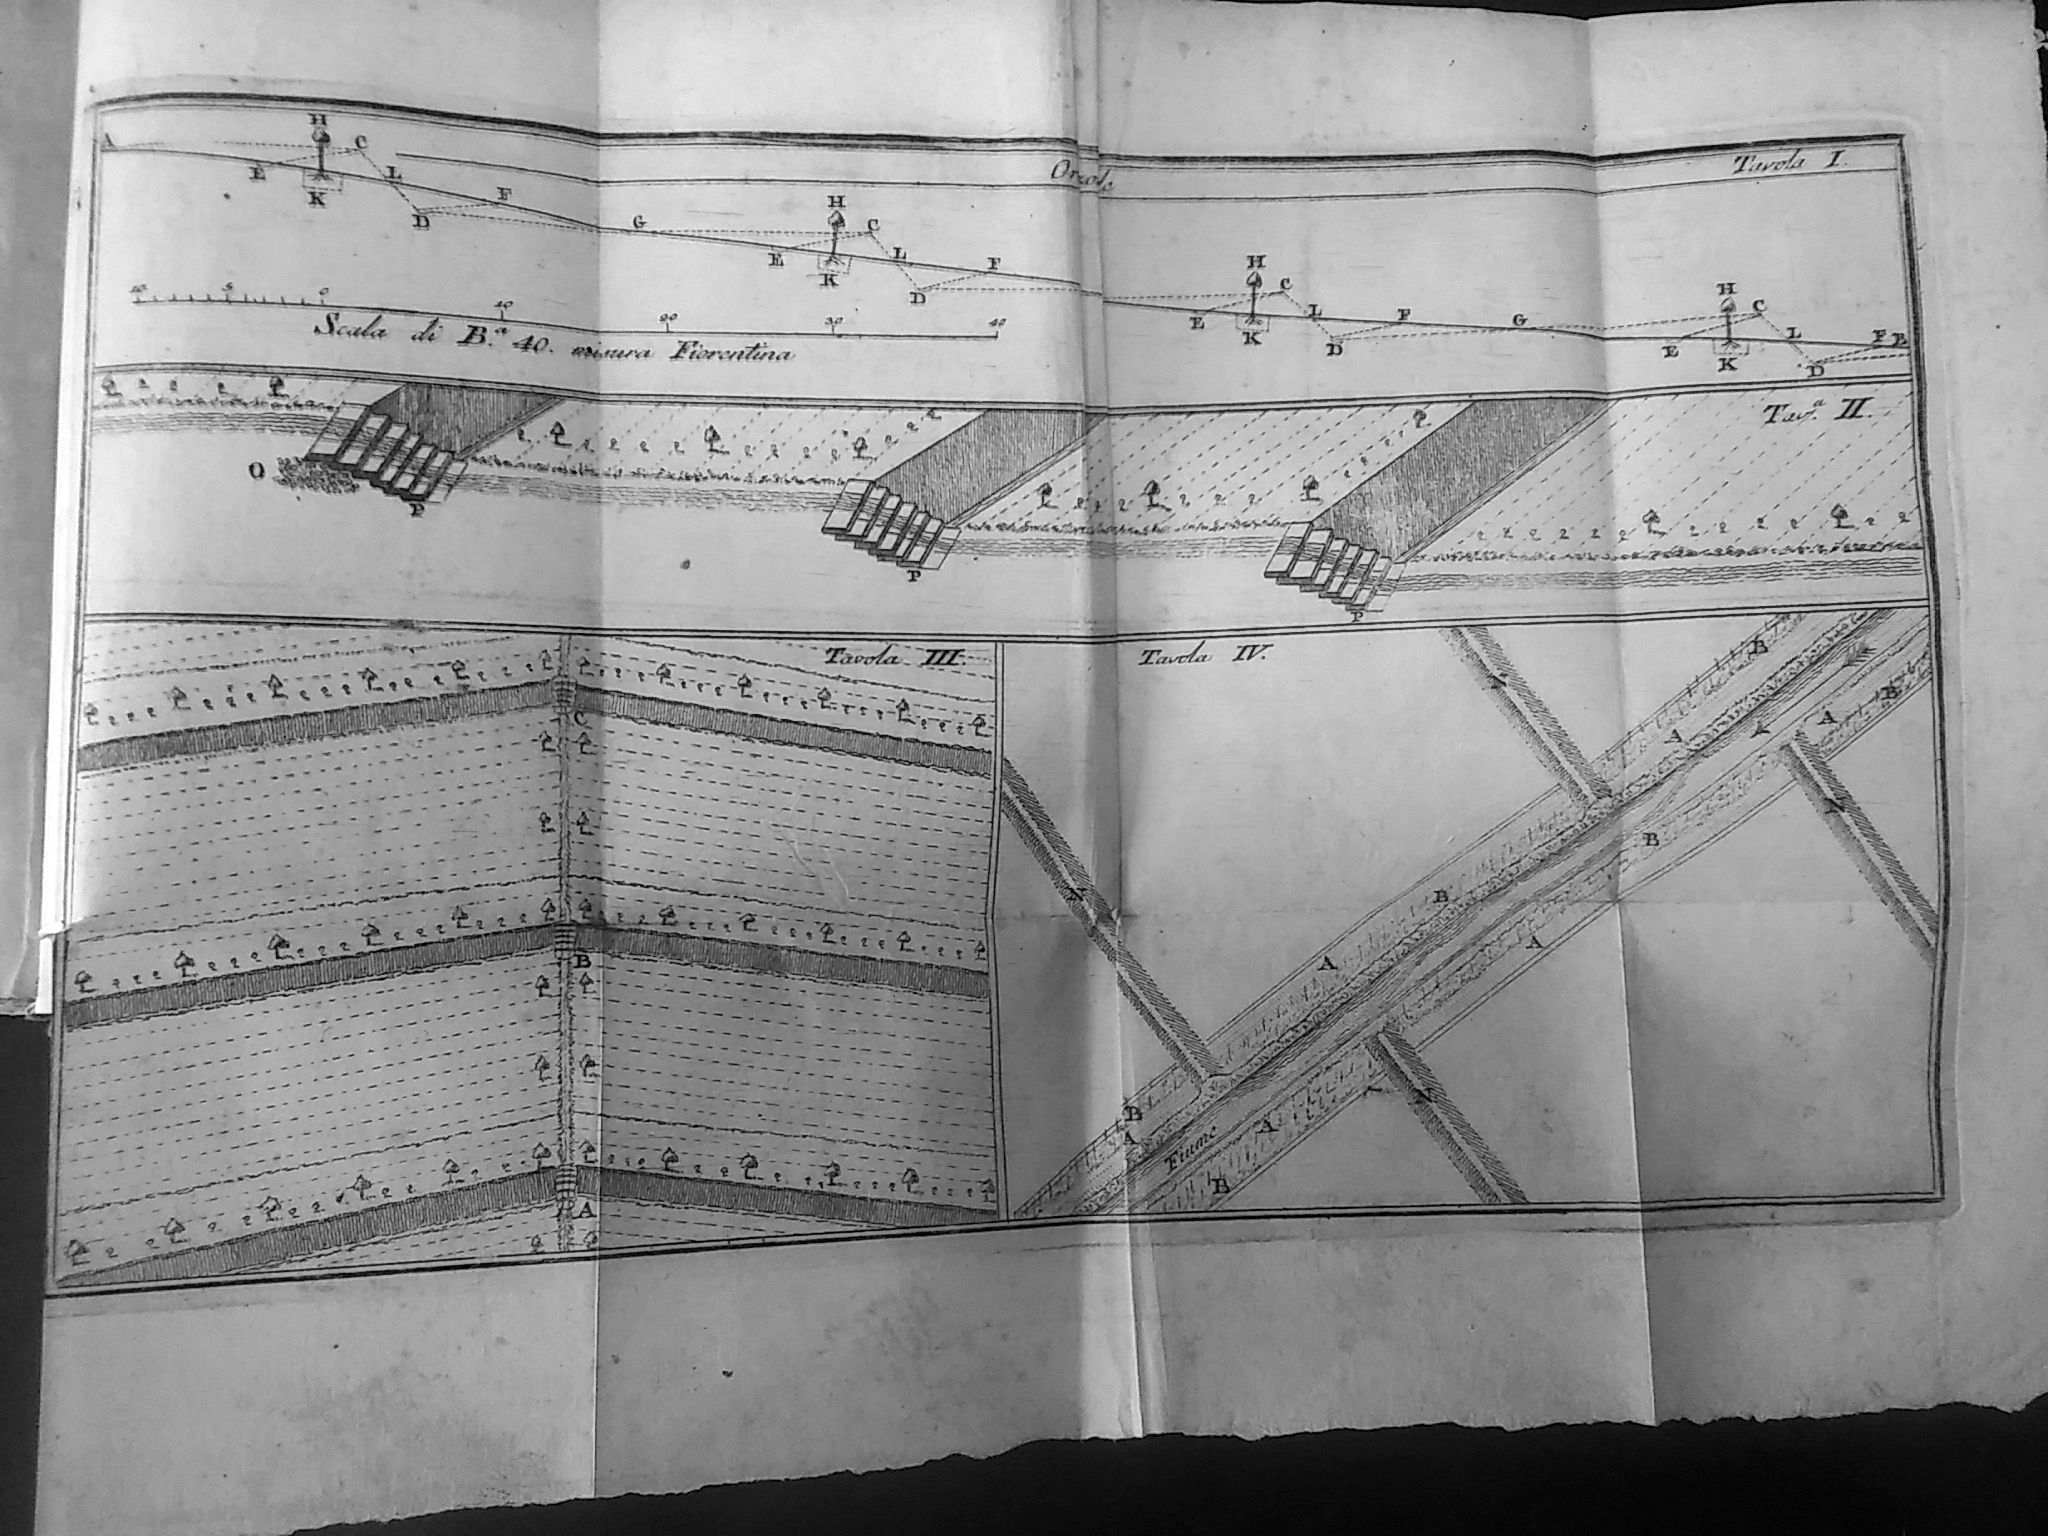 Tavola I.
A H C E K L D F G H C E K L D F H C E K L D F G H C E K L D F B
10 5 0 10 20 30 40
Scala di B.ª 40. misura Fiorentina
Tav.ª II.
O P P P
Tavola III.
C
B
A
Tavola IV.
B
N B
A A
N
B
B
N
A A
N
B
A Fiume A
B